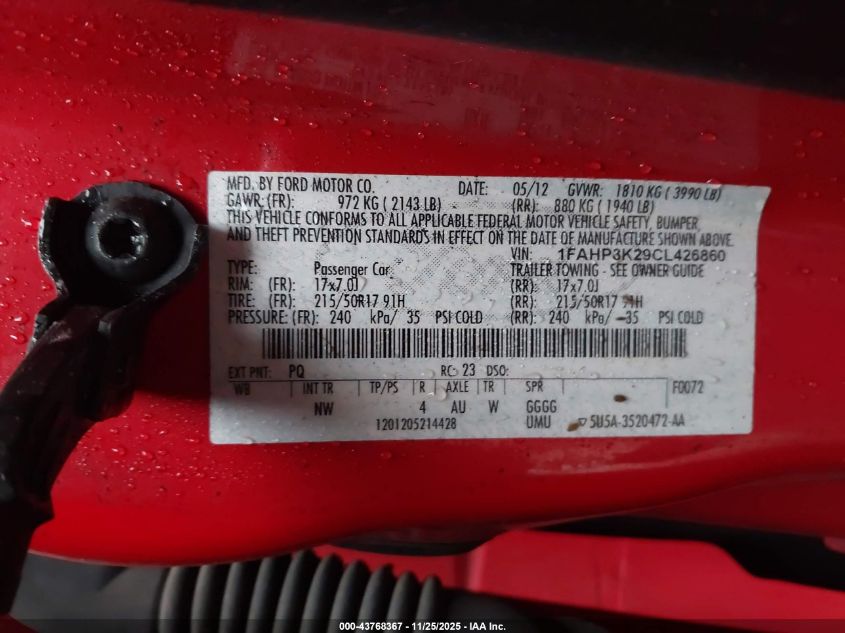 MFD. BY FORD MOTOR CO. DATE: 05/12 GVWR: 1810 KG ( 3990 LB)
GAWR: (FR): 972 KG ( 2143 LB) (RR): 880 KG ( 1940 LB)
THIS VEHICLE CONFORMS TO ALL APPLICABLE FEDERAL MOTOR VEHICLE SAFETY, BUMPER,
AND THEFT PREVENTION STANDARDS IN EFFECT ON THE DATE OF MANUFACTURE SHOWN ABOVE.
VIN: 1FAHP3K29CL426860
TYPE: Passenger Car TRAILER TOWING - SEE OWNER GUIDE
RIM: (FR): 17x7.0J (RR): 17x7.0J
TIRE: (FR): 215/50R17 91H (RR): 215/50R17 91H
PRESSURE: (FR): 240 kPa/ 35 PSI COLD (RR): 240 kPa/ 35 PSI COLD
EXT PNT: PQ RC: 23 DSO:
WB INT TR TP/PS R AXLE TR SPR F0072
NW 4 AU W GGGG
1201205214428 UMU ▽ 5U5A-3520472-AA
000-43768367 - 11/25/2025 - IAA Inc.